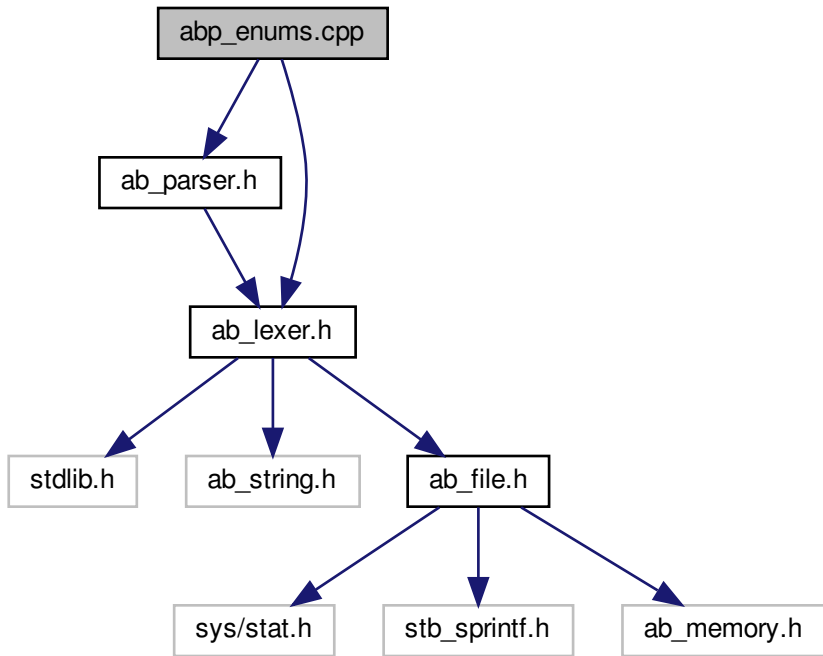 abp_enums.cpp
ab_parser.h
ab_lexer.h
stdlib.h
ab_string.h
ab_file.h
sys/stat.h
stb_sprintf.h
ab_memory.h